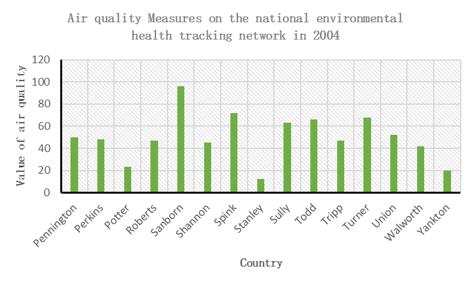 Air quality Measures on the national environmental
health tracking network in 2004
Value of air quality
120
100
80
60
40
20
0
Pennington
Perkins
Potter
Roberts
Sanborn
Shannon
Spink
Stanley
Sully
Todd
Tripp
Turner
Union
Walworth
Yankton
Country